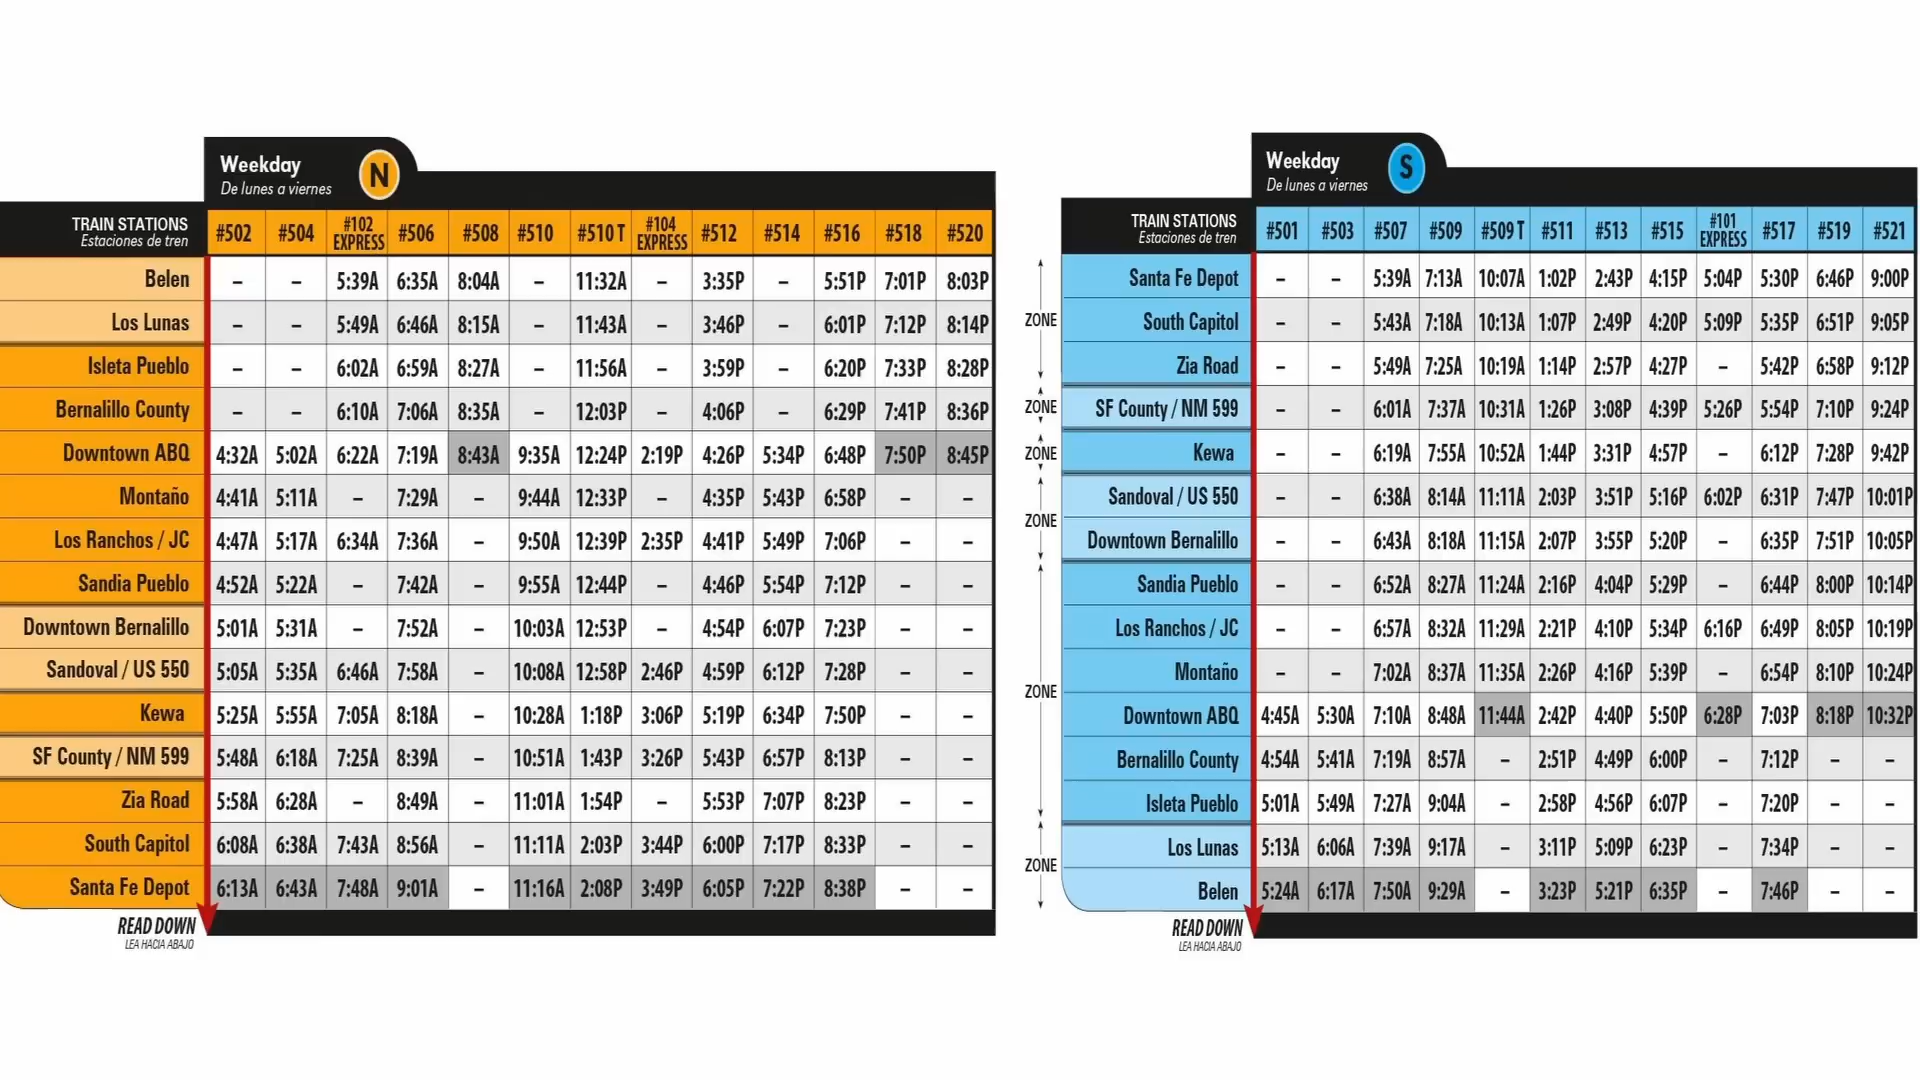 Weekday
De lunes a viernes
N
TRAIN STATIONS
Estaciones de tren
#502 #504 #102 EXPRESS #506 #508 #510 #510 T #104 EXPRESS #512 #514 #516 #518 #520
Belen – – 5:39A 6:35A 8:04A – 11:32A – 3:35P – 5:51P 7:01P 8:03P
Los Lunas – – 5:49A 6:46A 8:15A – 11:43A – 3:46P – 6:01P 7:12P 8:14P
Isleta Pueblo – – 6:02A 6:59A 8:27A – 11:56A – 3:59P – 6:20P 7:33P 8:28P
Bernalillo County – – 6:10A 7:06A 8:35A – 12:03P – 4:06P – 6:29P 7:41P 8:36P
Downtown ABQ 4:32A 5:02A 6:22A 7:19A 8:43A 9:35A 12:24P 2:19P 4:26P 5:34P 6:48P 7:50P 8:45P
Montaño 4:41A 5:11A – 7:29A – 9:44A 12:33P – 4:35P 5:43P 6:58P – –
Los Ranchos / JC 4:47A 5:17A 6:34A 7:36A – 9:50A 12:39P 2:35P 4:41P 5:49P 7:06P – –
Sandia Pueblo 4:52A 5:22A – 7:42A – 9:55A 12:44P – 4:46P 5:54P 7:12P – –
Downtown Bernalillo 5:01A 5:31A – 7:52A – 10:03A 12:53P – 4:54P 6:07P 7:23P – –
Sandoval / US 550 5:05A 5:35A 6:46A 7:58A – 10:08A 12:58P 2:46P 4:59P 6:12P 7:28P – –
Kewa 5:25A 5:55A 7:05A 8:18A – 10:28A 1:18P 3:06P 5:19P 6:34P 7:50P – –
SF County / NM 599 5:48A 6:18A 7:25A 8:39A – 10:51A 1:43P 3:26P 5:43P 6:57P 8:13P – –
Zia Road 5:58A 6:28A – 8:49A – 11:01A 1:54P – 5:53P 7:07P 8:23P – –
South Capitol 6:08A 6:38A 7:43A 8:56A – 11:11A 2:03P 3:44P 6:00P 7:17P 8:33P – –
Santa Fe Depot 6:13A 6:43A 7:48A 9:01A – 11:16A 2:08P 3:49P 6:05P 7:22P 8:38P – –
READ DOWN
LEA HACIA ABAJO
Weekday
De lunes a viernes
S
TRAIN STATIONS
Estaciones de tren
#501 #503 #507 #509 #509 T #511 #513 #515 #101 EXPRESS #517 #519 #521
Santa Fe Depot – – 5:39A 7:13A 10:07A 1:02P 2:43P 4:15P 5:04P 5:30P 6:46P 9:00P
ZONE South Capitol – – 5:43A 7:18A 10:13A 1:07P 2:49P 4:20P 5:09P 5:35P 6:51P 9:05P
Zia Road – – 5:49A 7:25A 10:19A 1:14P 2:57P 4:27P – 5:42P 6:58P 9:12P
ZONE SF County / NM 599 – – 6:01A 7:37A 10:31A 1:26P 3:08P 4:39P 5:26P 5:54P 7:10P 9:24P
ZONE Kewa – – 6:19A 7:55A 10:52A 1:44P 3:31P 4:57P – 6:12P 7:28P 9:42P
Sandoval / US 550 – – 6:38A 8:14A 11:11A 2:03P 3:51P 5:16P 6:02P 6:31P 7:47P 10:01P
ZONE
Downtown Bernalillo – – 6:43A 8:18A 11:15A 2:07P 3:55P 5:20P – 6:35P 7:51P 10:05P
Sandia Pueblo – – 6:52A 8:27A 11:24A 2:16P 4:04P 5:29P – 6:44P 8:00P 10:14P
Los Ranchos / JC – – 6:57A 8:32A 11:29A 2:21P 4:10P 5:34P 6:16P 6:49P 8:05P 10:19P
Montaño – – 7:02A 8:37A 11:35A 2:26P 4:16P 5:39P – 6:54P 8:10P 10:24P
ZONE
Downtown ABQ 4:45A 5:30A 7:10A 8:48A 11:44A 2:42P 4:40P 5:50P 6:28P 7:03P 8:18P 10:32P
Bernalillo County 4:54A 5:41A 7:19A 8:57A – 2:51P 4:49P 6:00P – 7:12P – –
Isleta Pueblo 5:01A 5:49A 7:27A 9:04A – 2:58P 4:56P 6:07P – 7:20P – –
Los Lunas 5:13A 6:06A 7:39A 9:17A – 3:11P 5:09P 6:23P – 7:34P – –
ZONE
Belen 5:24A 6:17A 7:50A 9:29A – 3:23P 5:21P 6:35P – 7:46P – –
READ DOWN
LEA HACIA ABAJO